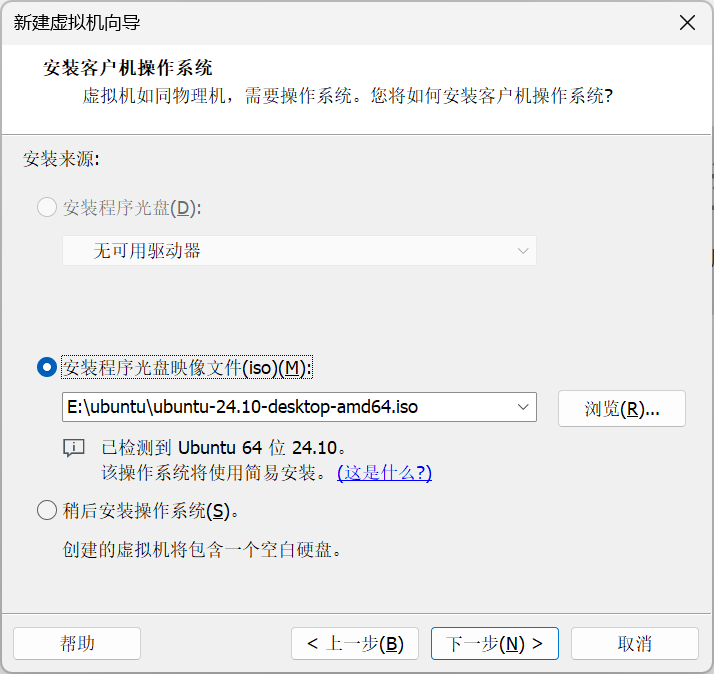 新建虚拟机向导
安装客户机操作系统
虚拟机如同物理机，需要操作系统。您将如何安装客户机操作系统?
安装来源:
安装程序光盘(D):
无可用驱动器
安装程序光盘映像文件(iso)(M):
E:\ubuntu\ubuntu-24.10-desktop-amd64.iso
浏览(R)...
已检测到 Ubuntu 64 位 24.10。
该操作系统将使用简易安装。 (这是什么?)
稍后安装操作系统(S)。
创建的虚拟机将包含一个空白硬盘。
帮助 < 上一步(B) 下一步(N) > 取消